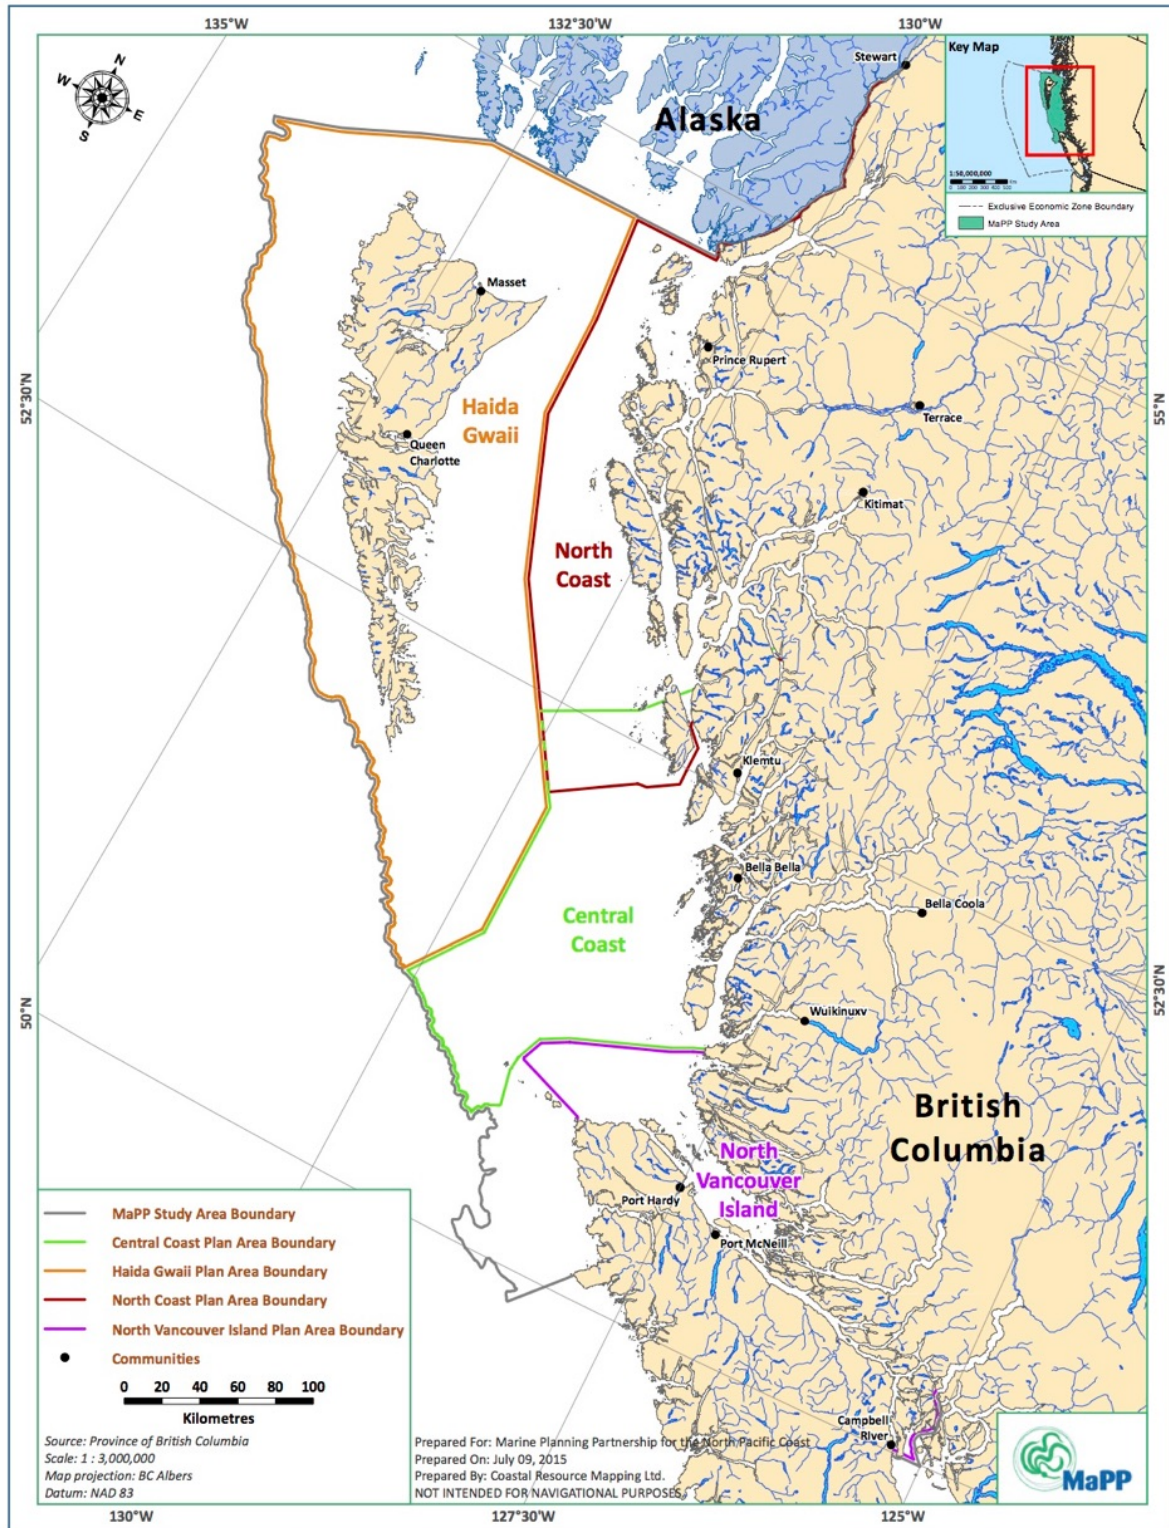 135°W
132°30'W
130°W
N
W
E
S
Key Map
1:50,000,000
Exclusive Economic Zone Boundary
MaPP Study Area
Stewart
Alaska
Masset
Prince Rupert
52°30'N
55°N
Haida
Gwaii
Terrace
Queen
Charlotte
Kitimat
North
Coast
Klemtu
Bella Bella
Bella Coola
Central
Coast
50°N
52°30'N
Wuikinuxv
British
Columbia
North
Vancouver
Island
Port Hardy
Port McNeill
MaPP Study Area Boundary
Central Coast Plan Area Boundary
Haida Gwaii Plan Area Boundary
North Coast Plan Area Boundary
North Vancouver Island Plan Area Boundary
Communities
0 20 40 60 80 100
Kilometres
Campbell
River
Source: Province of British Columbia
Scale: 1 : 3,000,000
Map projection: BC Albers
Datum: NAD 83
Prepared For: Marine Planning Partnership for the North Pacific Coast
Prepared On: July 09, 2015
Prepared By: Coastal Resource Mapping Ltd.
NOT INTENDED FOR NAVIGATIONAL PURPOSES
MaPP
130°W
127°30'W
125°W